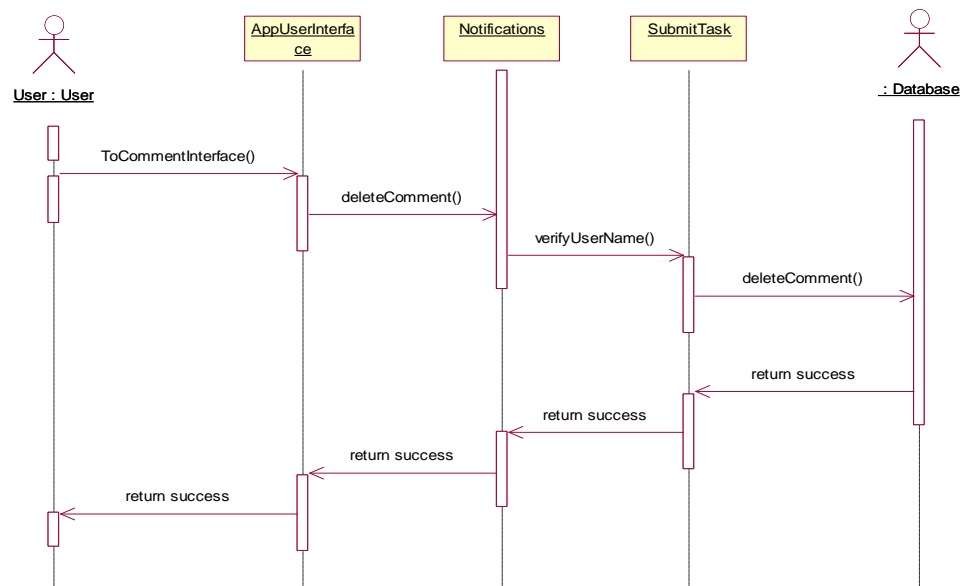 AppUserInterfa
ce
Notifications
SubmitTask
User : User
: Database
ToCommentInterface()
deleteComment()
verifyUserName()
deleteComment()
return success
return success
return success
return success